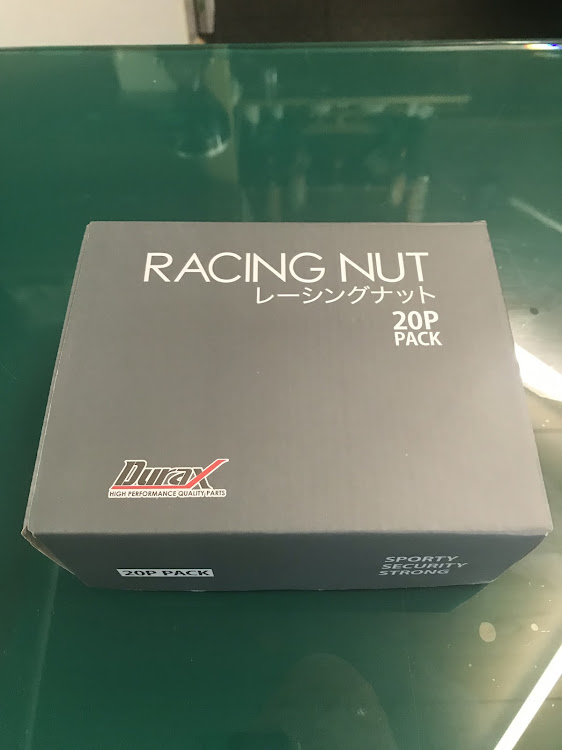 RACING NUT
レーシングナット
20P
PACK
Durax
HIGH PERFORMANCE QUALITY PARTS
20P PACK
SPORTY
SECURITY
STRONG